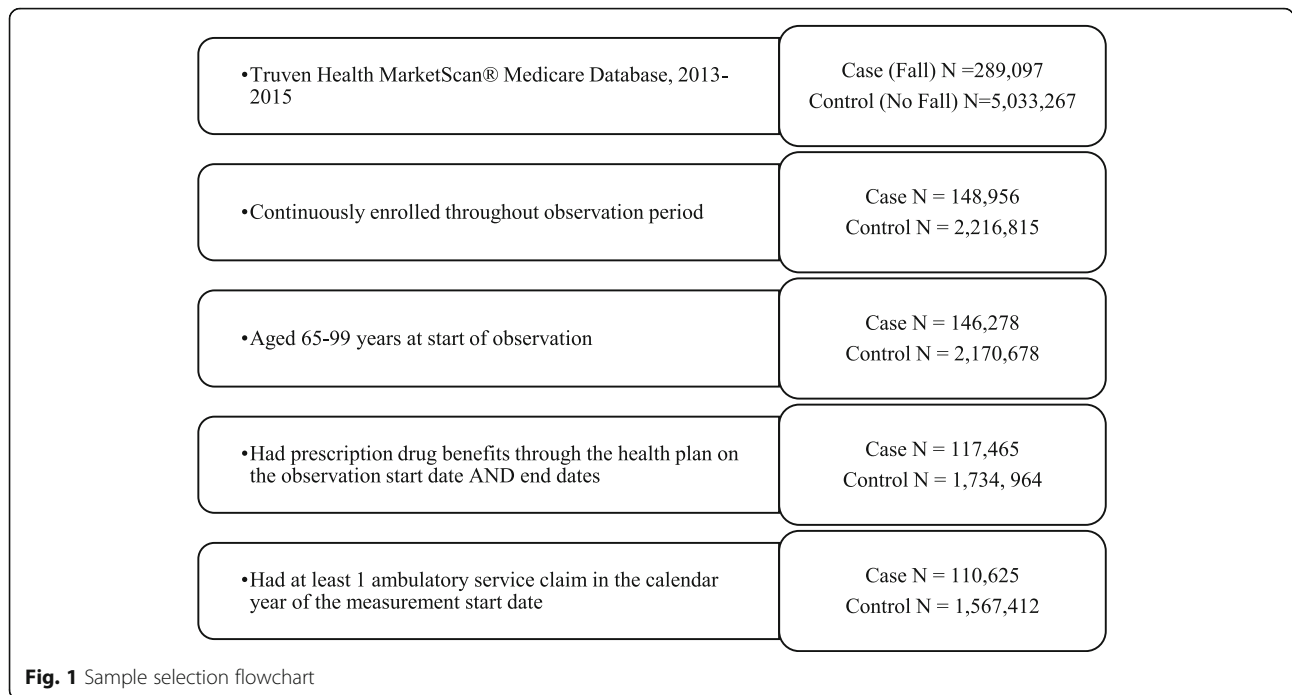 •Truven Health MarketScan® Medicare Database, 2013-
2015
Case (Fall) N =289,097
Control (No Fall) N=5,033,267
•Continuously enrolled throughout observation period
Case N = 148,956
Control N = 2,216,815
•Aged 65-99 years at start of observation
Case N = 146,278
Control N = 2,170,678
•Had prescription drug benefits through the health plan on
the observation start date AND end dates
Case N = 117,465
Control N = 1,734, 964
•Had at least 1 ambulatory service claim in the calendar
year of the measurement start date
Case N = 110,625
Control N = 1,567,412
Fig. 1 Sample selection flowchart